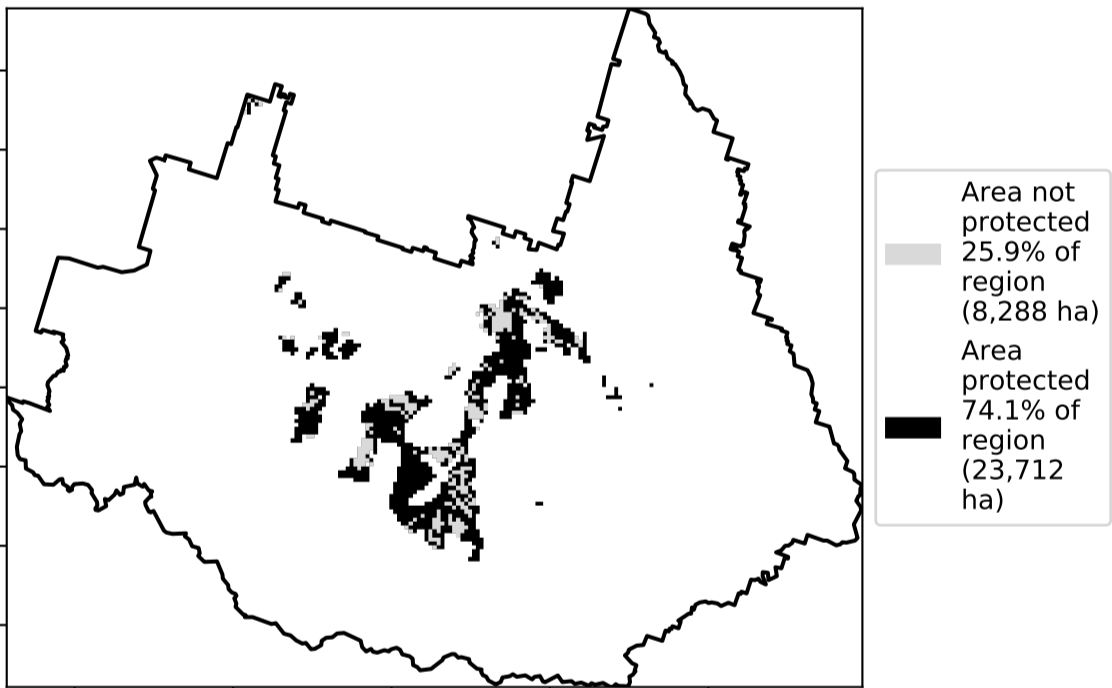 Area not
protected
25.9% of
region
(8,288 ha)
Area
protected
74.1% of
region
(23,712
ha)